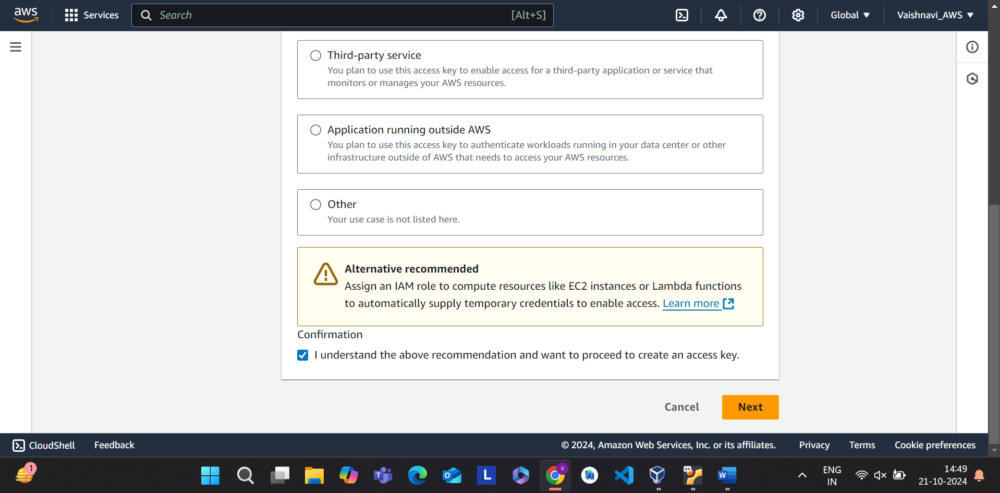 aws
Services
Search
[Alt+S]
Global
Vaishnavi_AWS
Third-party service
You plan to use this access key to enable access for a third-party application or service that
monitors or manages your AWS resources.
Application running outside AWS
You plan to use this access key to authenticate workloads running in your data center or other
infrastructure outside of AWS that needs to access your AWS resources.
Other
Your use case is not listed here.
Alternative recommended
Assign an IAM role to compute resources like EC2 instances or Lambda functions
to automatically supply temporary credentials to enable access. Learn more
Confirmation
I understand the above recommendation and want to proceed to create an access key.
Cancel
Next
CloudShell
Feedback
© 2024, Amazon Web Services, Inc. or its affiliates.
Privacy
Terms
Cookie preferences
1
T
O
L
V
64
W
ENG
IN
14:49
21-10-2024